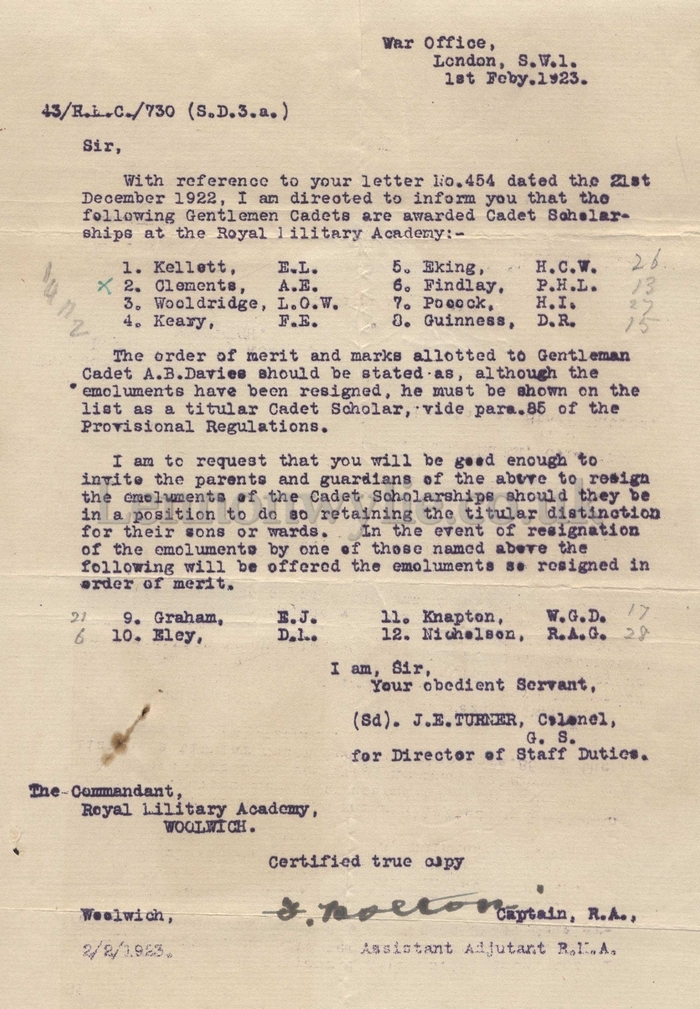 War Office,
London, S.W.1.
1st Feby.1923.
43/R.M.C./730 (S.D.3.a.)
Sir,
With reference to your letter No.454 dated the 21st
December 1922, I am directed to inform you that the
following Gentlemen Cadets are awarded Cadet Scholar-
ships at the Royal Military Academy:-
1. Kellett, E.L. 5. Eking, H.C.W. 26
x 2. Clements, A.E. 6. Findlay, P.H.L. 13
3. Wooldridge, L.O.W. 7. Pocock, H.I. 27
4. Keary, F.E. 8. Guinness, D.R. 15
The order of merit and marks allotted to Gentleman
Cadet A.B.Davies should be stated as, although the
emoluments have been resigned, he must be shown on the
list as a titular Cadet Scholar, vide para.85 of the
Provisional Regulations.
I am to request that you will be good enough to
invite the parents and guardians of the above to resign
the emoluments of the Cadet Scholarships should they be
in a position to do so retaining the titular distinction
for their sons or wards. In the event of resignation
of the emoluments by one of those named above the
following will be offered the emoluments so resigned in
order of merit.
21 9. Graham, E.J. 11. Knapton, W.G.D. 17
6 10. Eley, D.L. 12. Nicholson, R.A.G. 28
I am, Sir,
Your obedient Servant,
(Sd). J.E.TURNER, Colonel,
G. S.
for Director of Staff Duties.
The Commandant,
Royal Military Academy,
WOOLWICH.
Certified true copy
Woolwich, Captain, R.A.,
2/2/1923. Assistant Adjutant R.M.A.